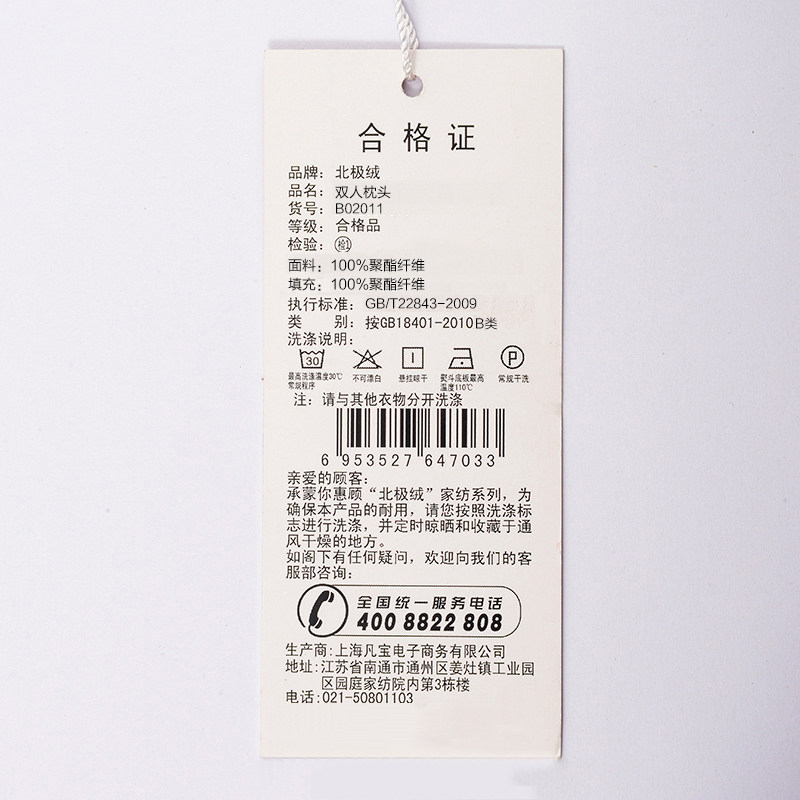 合格证
品牌：北极绒
品名：双人枕头
货号：B02011
等级：合格品
检验：检1
面料：100%聚酯纤维
填充：100%聚酯纤维
执行标准：GB/T22843-2009
类　别：按GB18401-2010B类
洗涤说明：
30
P
最高洗涤温度30℃
常规程序
不可漂白
悬挂晾干
熨斗底板最高
温度110℃
常规干洗
注：请与其他衣物分开洗涤
6 953527 647033
亲爱的顾客：
承蒙你惠顾“北极绒”家纺系列，为
确保本产品的耐用，请您按照洗涤标
志进行洗涤，并定时晾晒和收藏于通
风干燥的地方。
如阁下有任何疑问，欢迎向我们的客
服部咨询：
全国统一服务电话
400 8822 808
生产商：上海凡宝电子商务有限公司
地址：江苏省南通市通州区姜灶镇工业园
区园庭家纺院内第3栋楼
电话：021-50801103